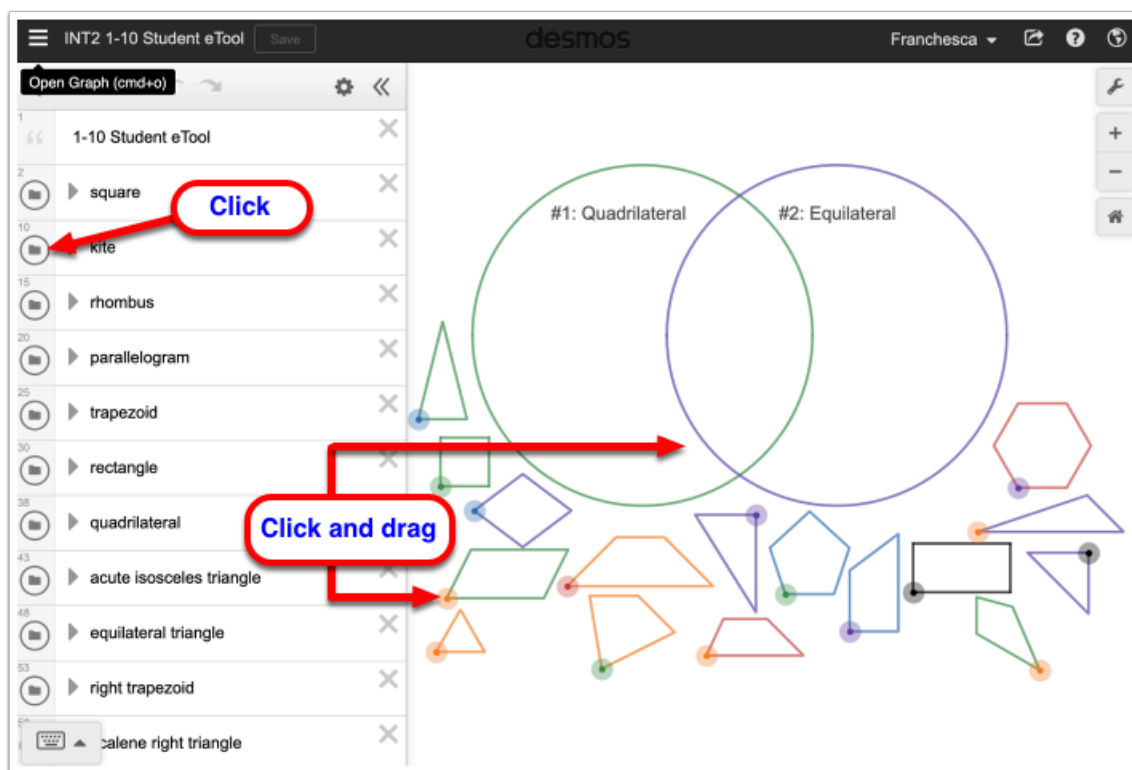 INT2 1-10 Student eTool Save desmos Franchesca
Open Graph (cmd+o)
1
1-10 Student eTool
2
square
Click
#1: Quadrilateral #2: Equilateral
10
kite
15
rhombus
20
parallelogram
25
trapezoid
30
rectangle
38
quadrilateral
Click and drag
43
acute isosceles triangle
48
equilateral triangle
53
right trapezoid
calene right triangle